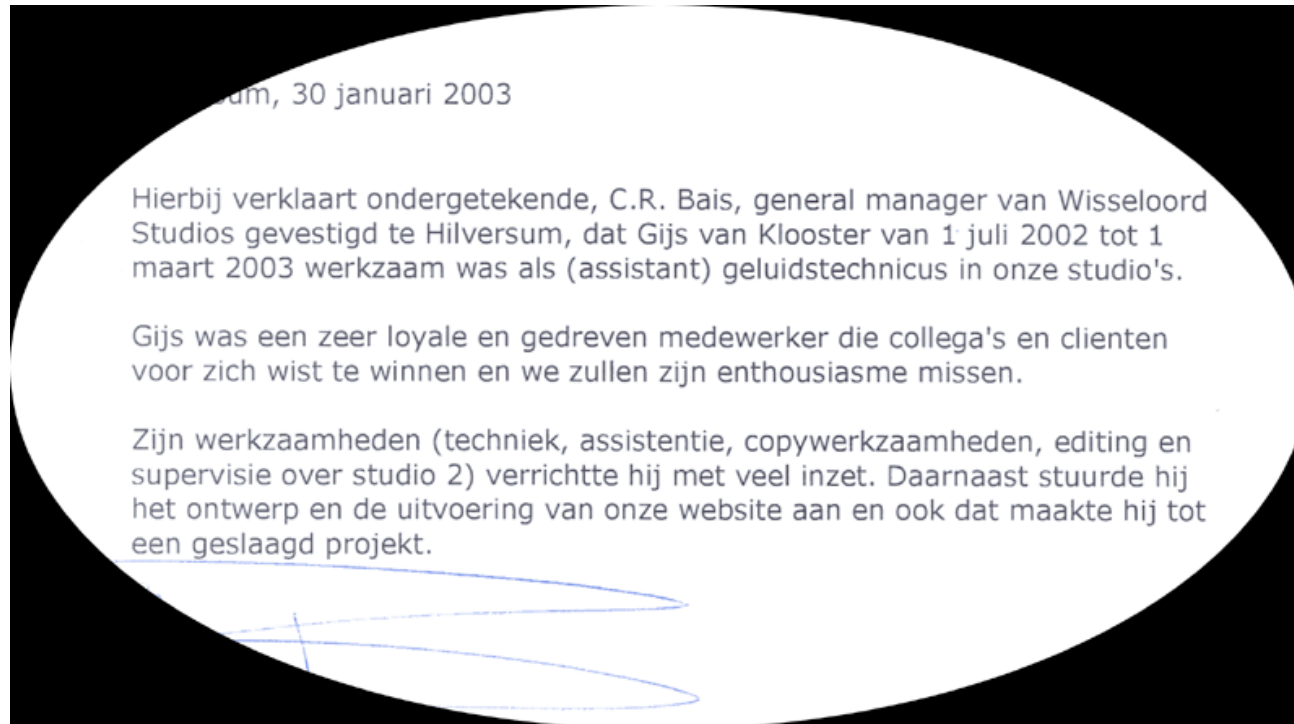 30 januari 2003
Hierbij verklaart ondergetekende, C.R. Bais, general manager van Wisseloord
Studios gevestigd te Hilversum, dat Gijs van Klooster van 1 juli 2002 tot 1
maart 2003 werkzaam was als (assistant) geluidstechnicus in onze studio's.
Gijs was een zeer loyale en gedreven medewerker die collega's en clienten
voor zich wist te winnen en we zullen zijn enthousiasme missen.
Zijn werkzaamheden (techniek, assistentie, copywerkzaamheden, editing en
supervisie over studio 2) verrichtte hij met veel inzet. Daarnaast stuurde hij
het ontwerp en de uitvoering van onze website aan en ook dat maakte hij tot
een geslaagd projekt.